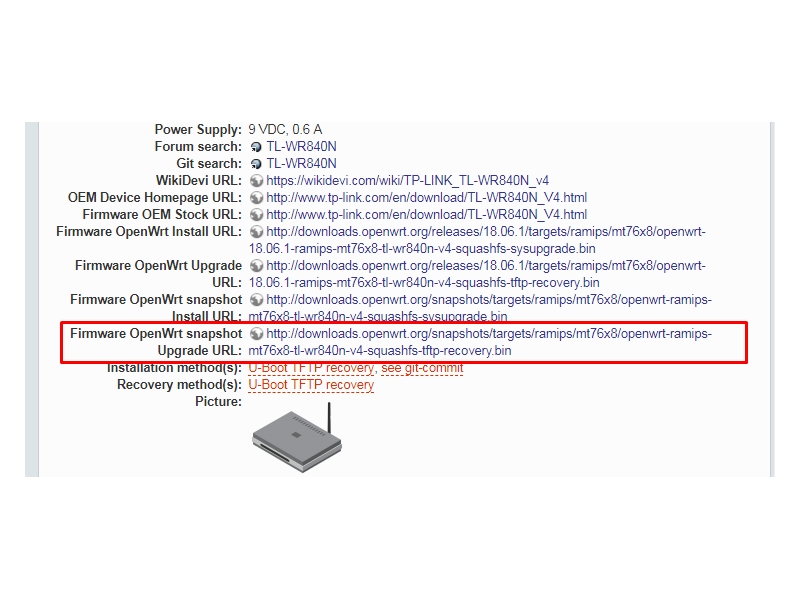 Power Supply: 9 VDC, 0.6 A
Forum search: TL-WR840N
Git search: TL-WR840N
WikiDevi URL: https://wikidevi.com/wiki/TP-LINK_TL-WR840N_v4
OEM Device Homepage URL: http://www.tp-link.com/en/download/TL-WR840N_V4.html
Firmware OEM Stock URL: http://www.tp-link.com/en/download/TL-WR840N_V4.html
Firmware OpenWrt Install URL: http://downloads.openwrt.org/releases/18.06.1/targets/ramips/mt76x8/openwrt-
18.06.1-ramips-mt76x8-tl-wr840n-v4-squashfs-sysupgrade.bin
Firmware OpenWrt Upgrade http://downloads.openwrt.org/releases/18.06.1/targets/ramips/mt76x8/openwrt-
URL: 18.06.1-ramips-mt76x8-tl-wr840n-v4-squashfs-tftp-recovery.bin
Firmware OpenWrt snapshot http://downloads.openwrt.org/snapshots/targets/ramips/mt76x8/openwrt-ramips-
Install URL: mt76x8-tl-wr840n-v4-squashfs-sysupgrade.bin
Firmware OpenWrt snapshot http://downloads.openwrt.org/snapshots/targets/ramips/mt76x8/openwrt-ramips-
Upgrade URL: mt76x8-tl-wr840n-v4-squashfs-tftp-recovery.bin
Installation method(s): U-Boot TFTP recovery, see git-commit
Recovery method(s): U-Boot TFTP recovery
Picture: